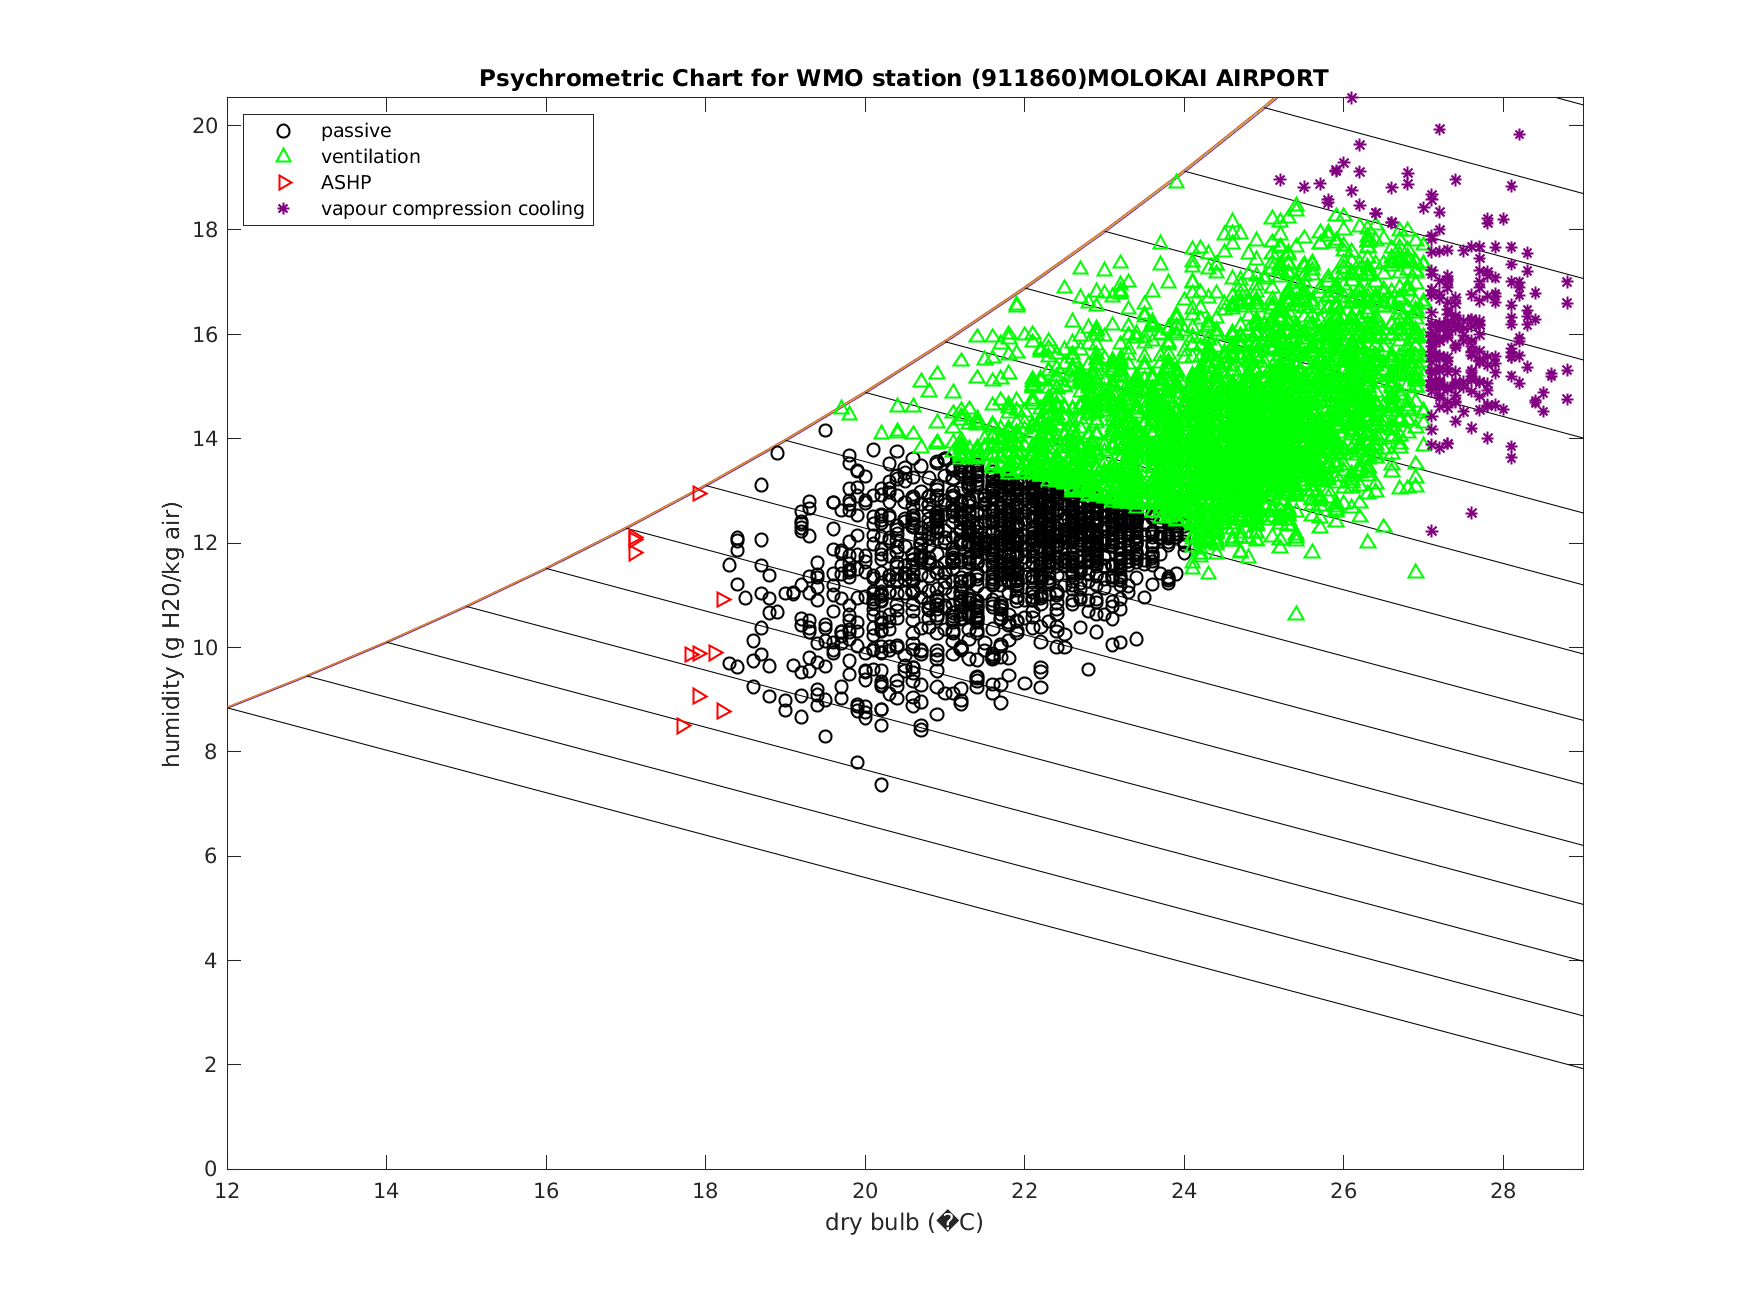 Psychrometric Chart for WMO station (911860)MOLOKAI AIRPORT
passive
ventilation
ASHP
vapour compression cooling
humidity (g H20/kg air)
20
18
16
14
12
10
8
6
4
2
0
12 14 16 18 20 22 24 26 28
dry bulb (�C)